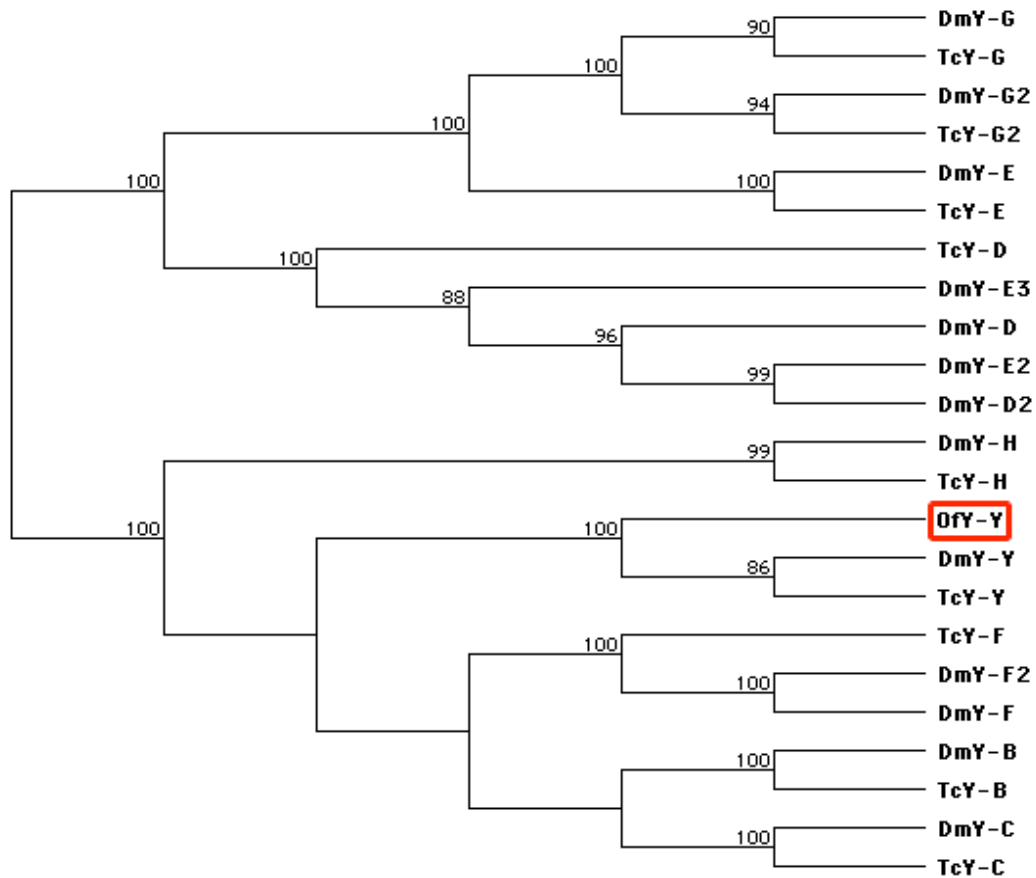 90 DmY-G
100 TcY-G
94 DmY-G2
100 TcY-G2
100 100 DmY-E
TcY-E
100 TcY-D
88 DmY-E3
96 DmY-D
99 DmY-E2
DmY-D2
99 DmY-H
TcY-H
100 100 OfY-Y
86 DmY-Y
TcY-Y
100 TcY-F
100 DmY-F2
DmY-F
100 DmY-B
TcY-B
100 DmY-C
TcY-C